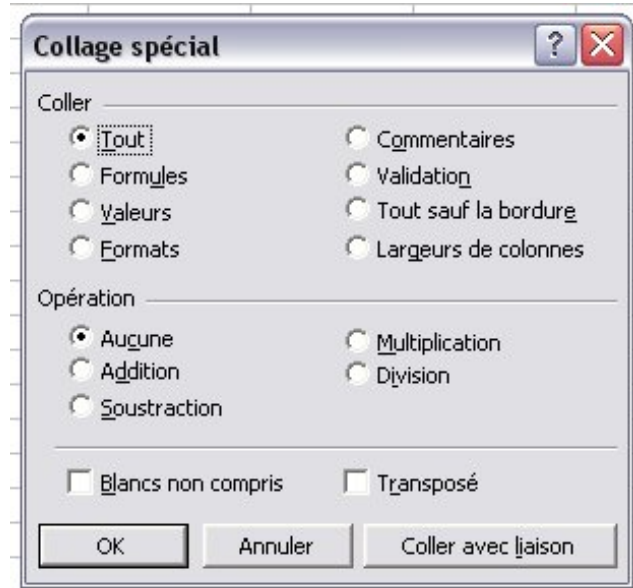 Collage spécial
?
Coller
Tout
Commentaires
Formules
Validation
Valeurs
Tout sauf la bordure
Formats
Largeurs de colonnes
Opération
Aucune
Multiplication
Addition
Division
Soustraction
Blancs non compris
Transposé
OK
Annuler
Coller avec liaison